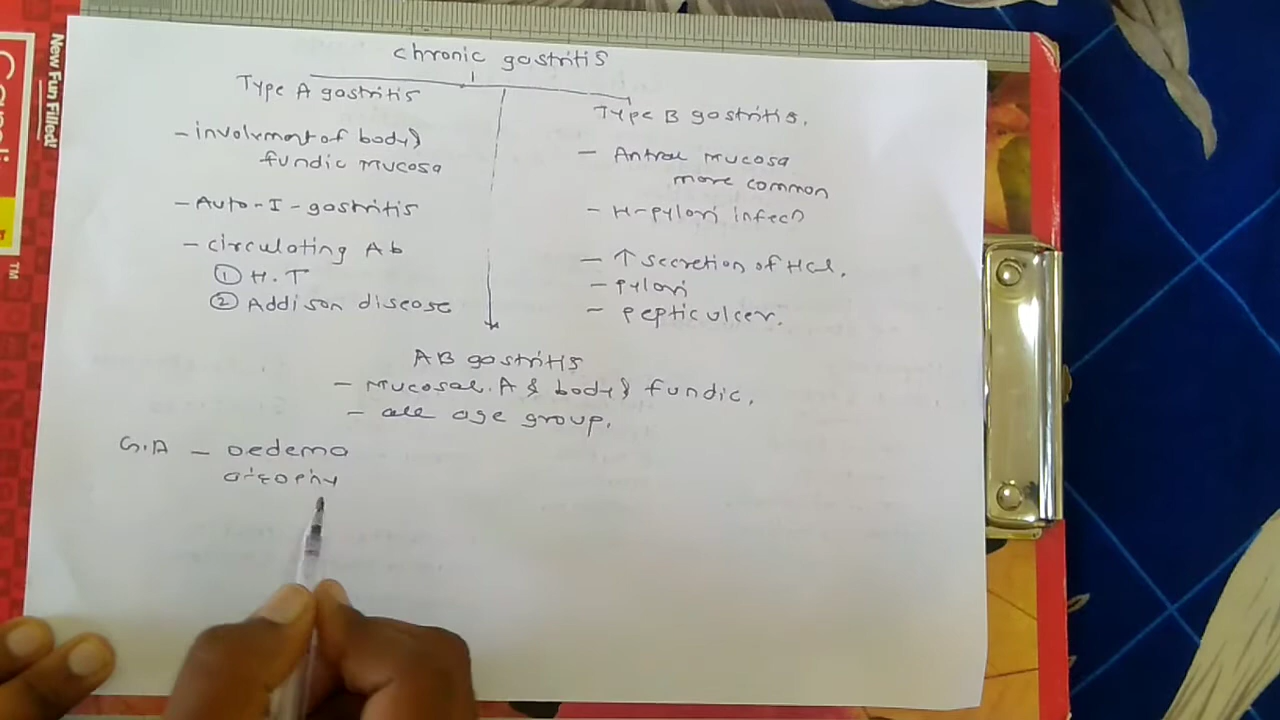 chronic gastritis
Type A gastritis
- involvment of body &
fundic mucosa
- Auto-I-gastritis
- circulating Ab
① H.T
② Addison disease
Type B gastritis.
- Antral mucosa
more common
- H-pylori infecn
- ↑ secretion of Hcl.
- pylori
- peptic ulcer.
AB gastritis
- Mucosal. A & body & fundic.
- all age group.
G.A - oedema
atrophy
New Fun Filled!
TM